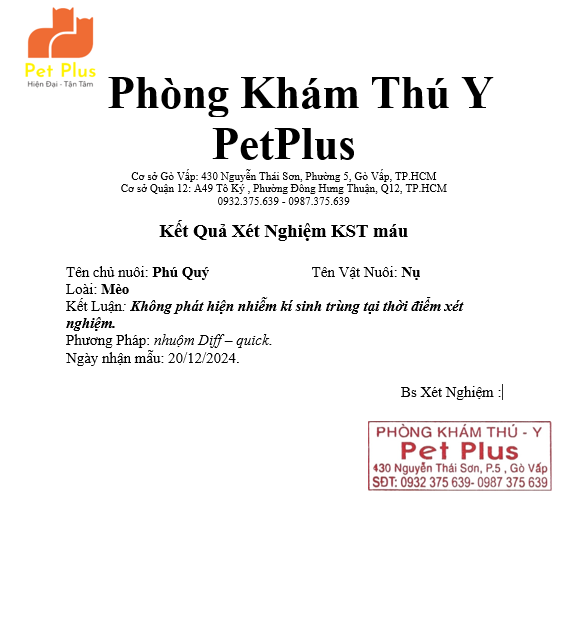 Pet Plus
Hiện Đại - Tận Tâm
Phòng Khám Thú Y
PetPlus
Cơ sở Gò Vấp: 430 Nguyễn Thái Sơn, Phường 5, Gò Vấp, TP.HCM
Cơ sở Quận 12: A49 Tô Ký , Phường Đông Hưng Thuận, Q12, TP.HCM
0932.375.639 - 0987.375.639
Kết Quả Xét Nghiệm KST máu
Tên chủ nuôi: Phú Quý Tên Vật Nuôi: Nụ
Loài: Mèo
Kết Luận: Không phát hiện nhiễm kí sinh trùng tại thời điểm xét
nghiệm.
Phương Pháp: nhuộm Diff – quick.
Ngày nhận mẫu: 20/12/2024.
Bs Xét Nghiệm :
PHÒNG KHÁM THÚ - Y
Pet Plus
430 Nguyễn Thái Sơn, P.5 , Gò Vấp
SĐT: 0932 375 639- 0987 375 639